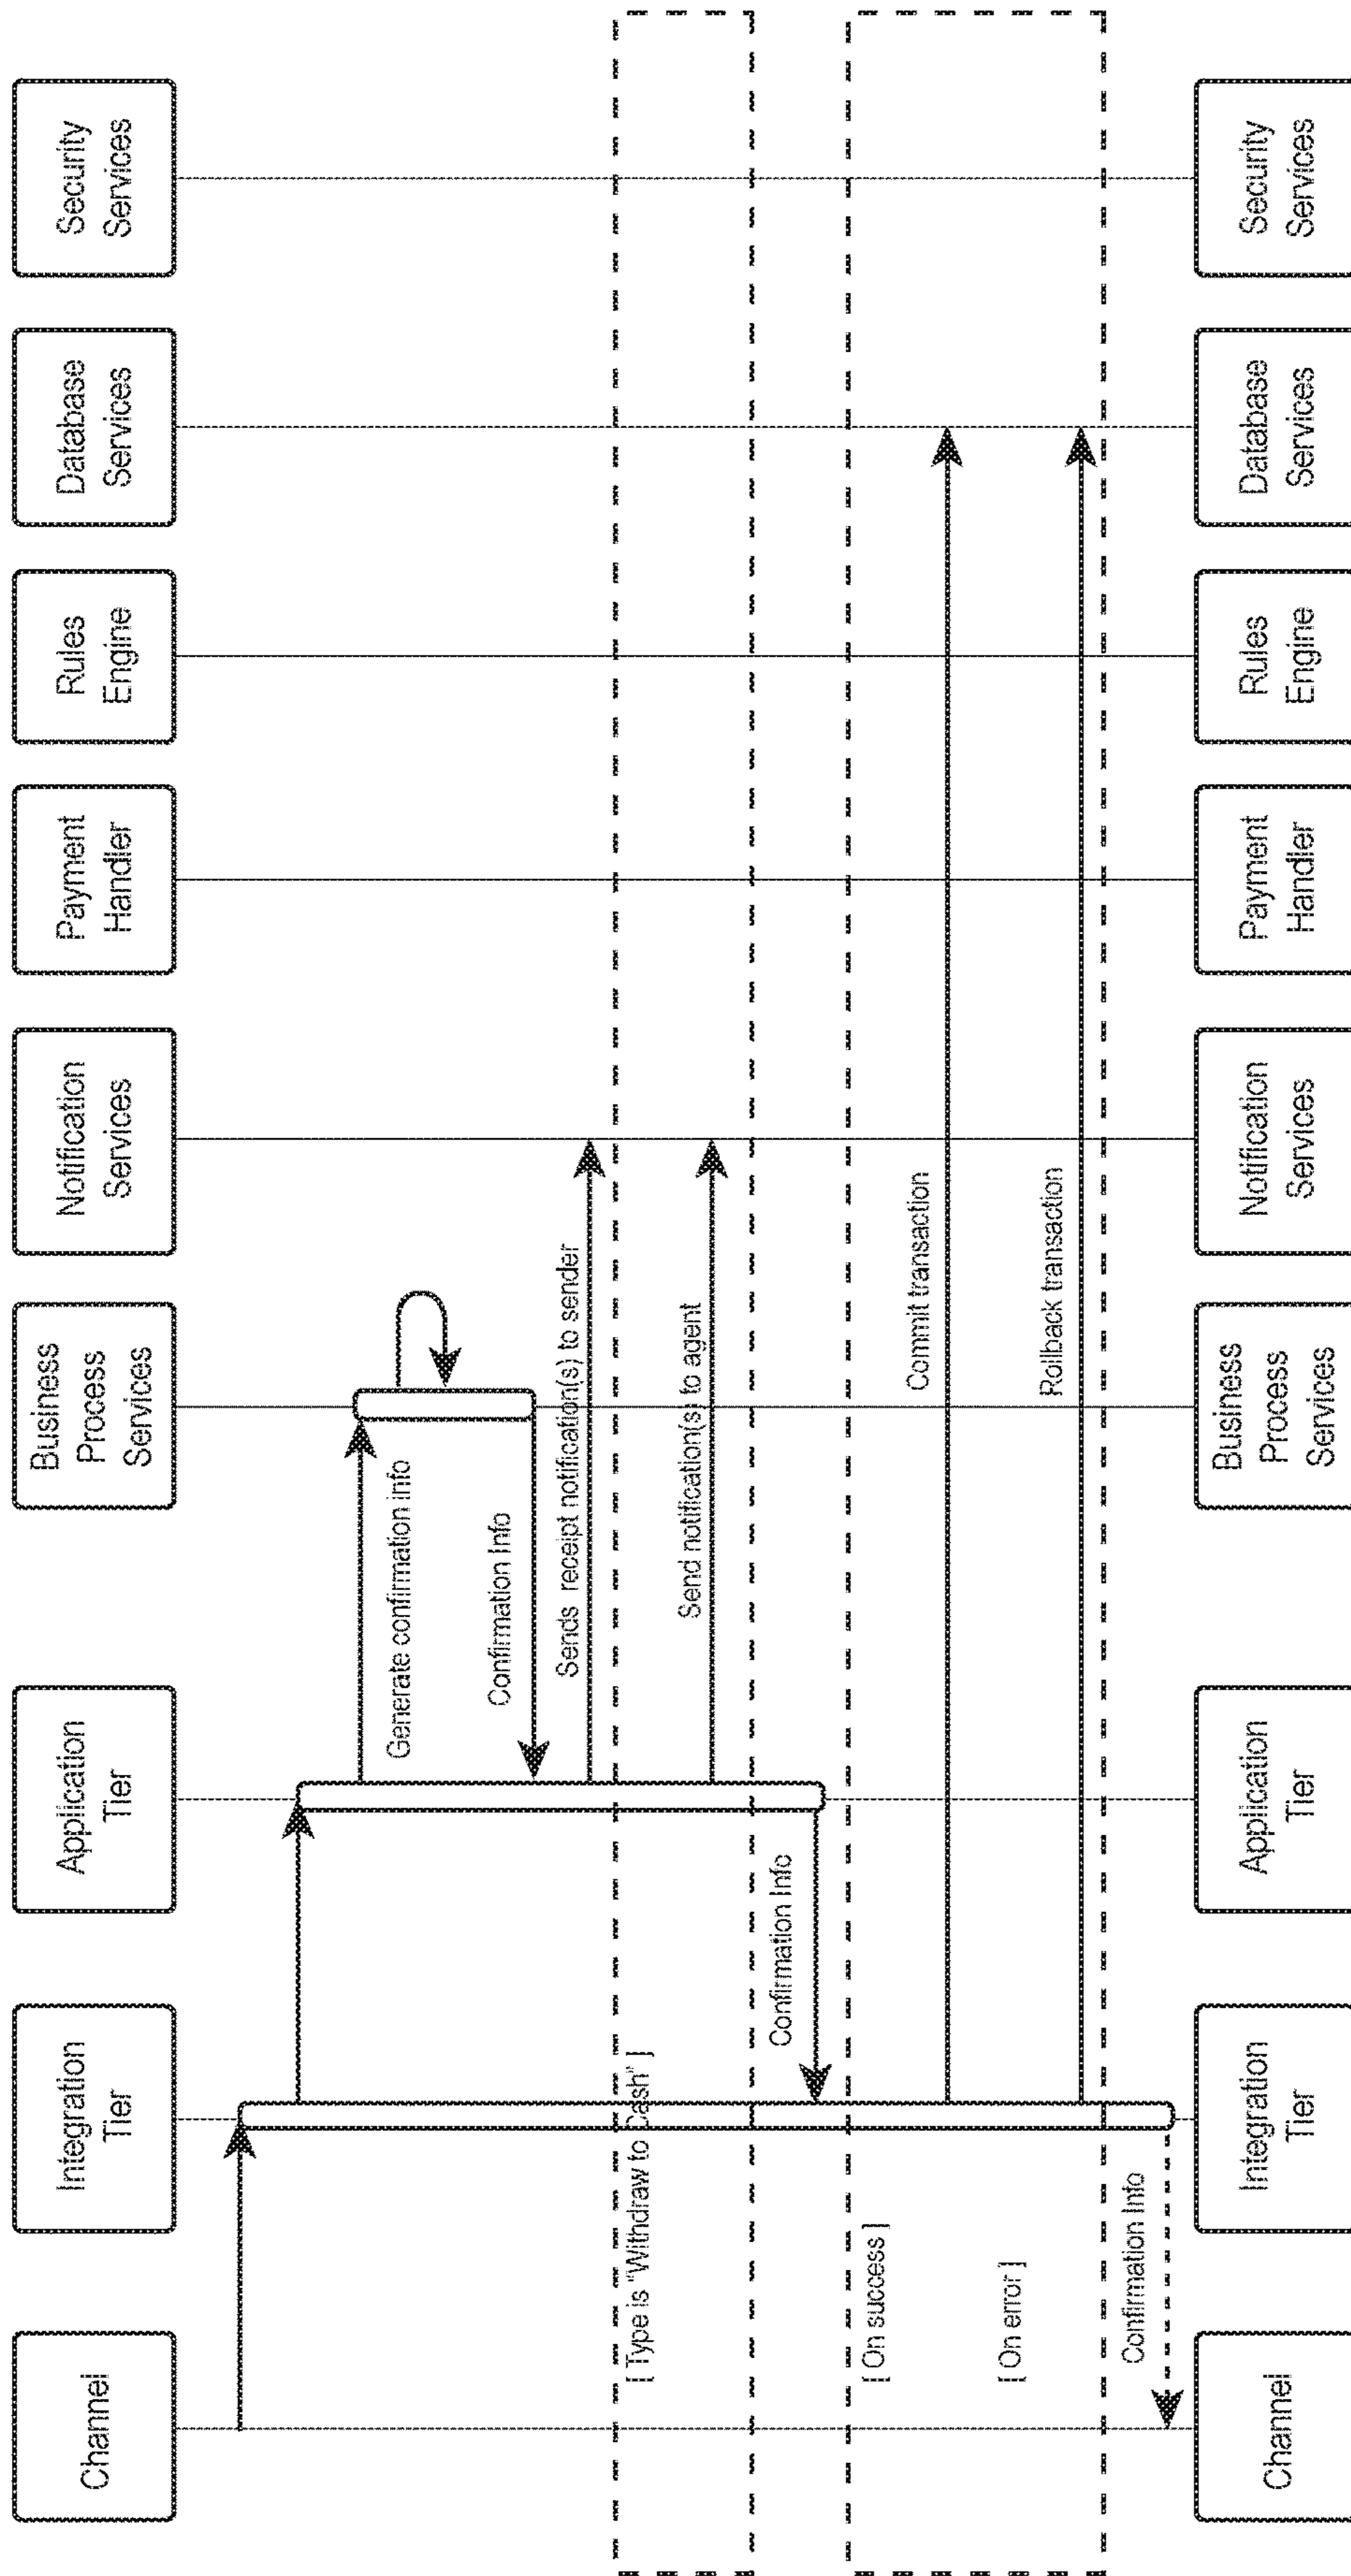 Channel
Integration
Tier
Application
Tier
Business
Process
Services
Notification
Services
Payment
Handler
Rules
Engine
Database
Services
Security
Services
Generate confirmation info
Confirmation Info
Sends receipt notification(s) to sender
[ Type is "Withdraw to Cash" ]
Send notification(s) to agent
Confirmation Info
[ On success ]
Commit transaction
[ On error ]
Rollback transaction
Confirmation Info
Channel
Integration
Tier
Application
Tier
Business
Process
Services
Notification
Services
Payment
Handler
Rules
Engine
Database
Services
Security
Services